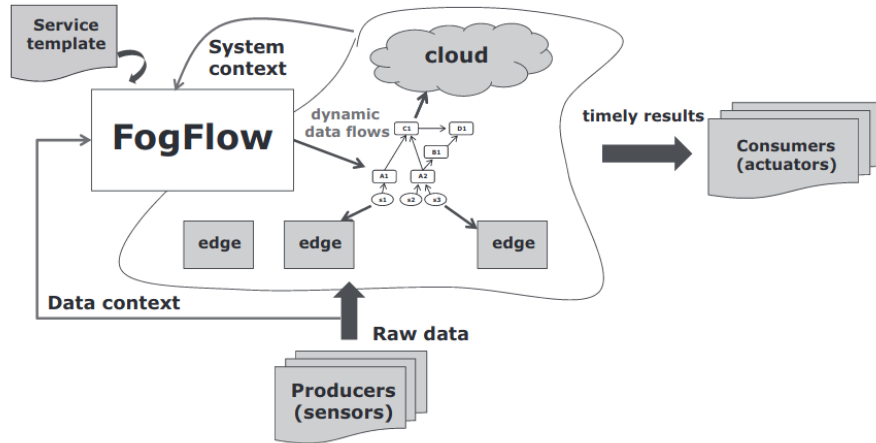 Service
template
System
context
cloud
FogFlow
dynamic
data flows
C1
D1
B1
A1
A2
s1
s2
s3
timely results
Consumers
(actuators)
edge
edge
edge
Data context
Raw data
Producers
(sensors)